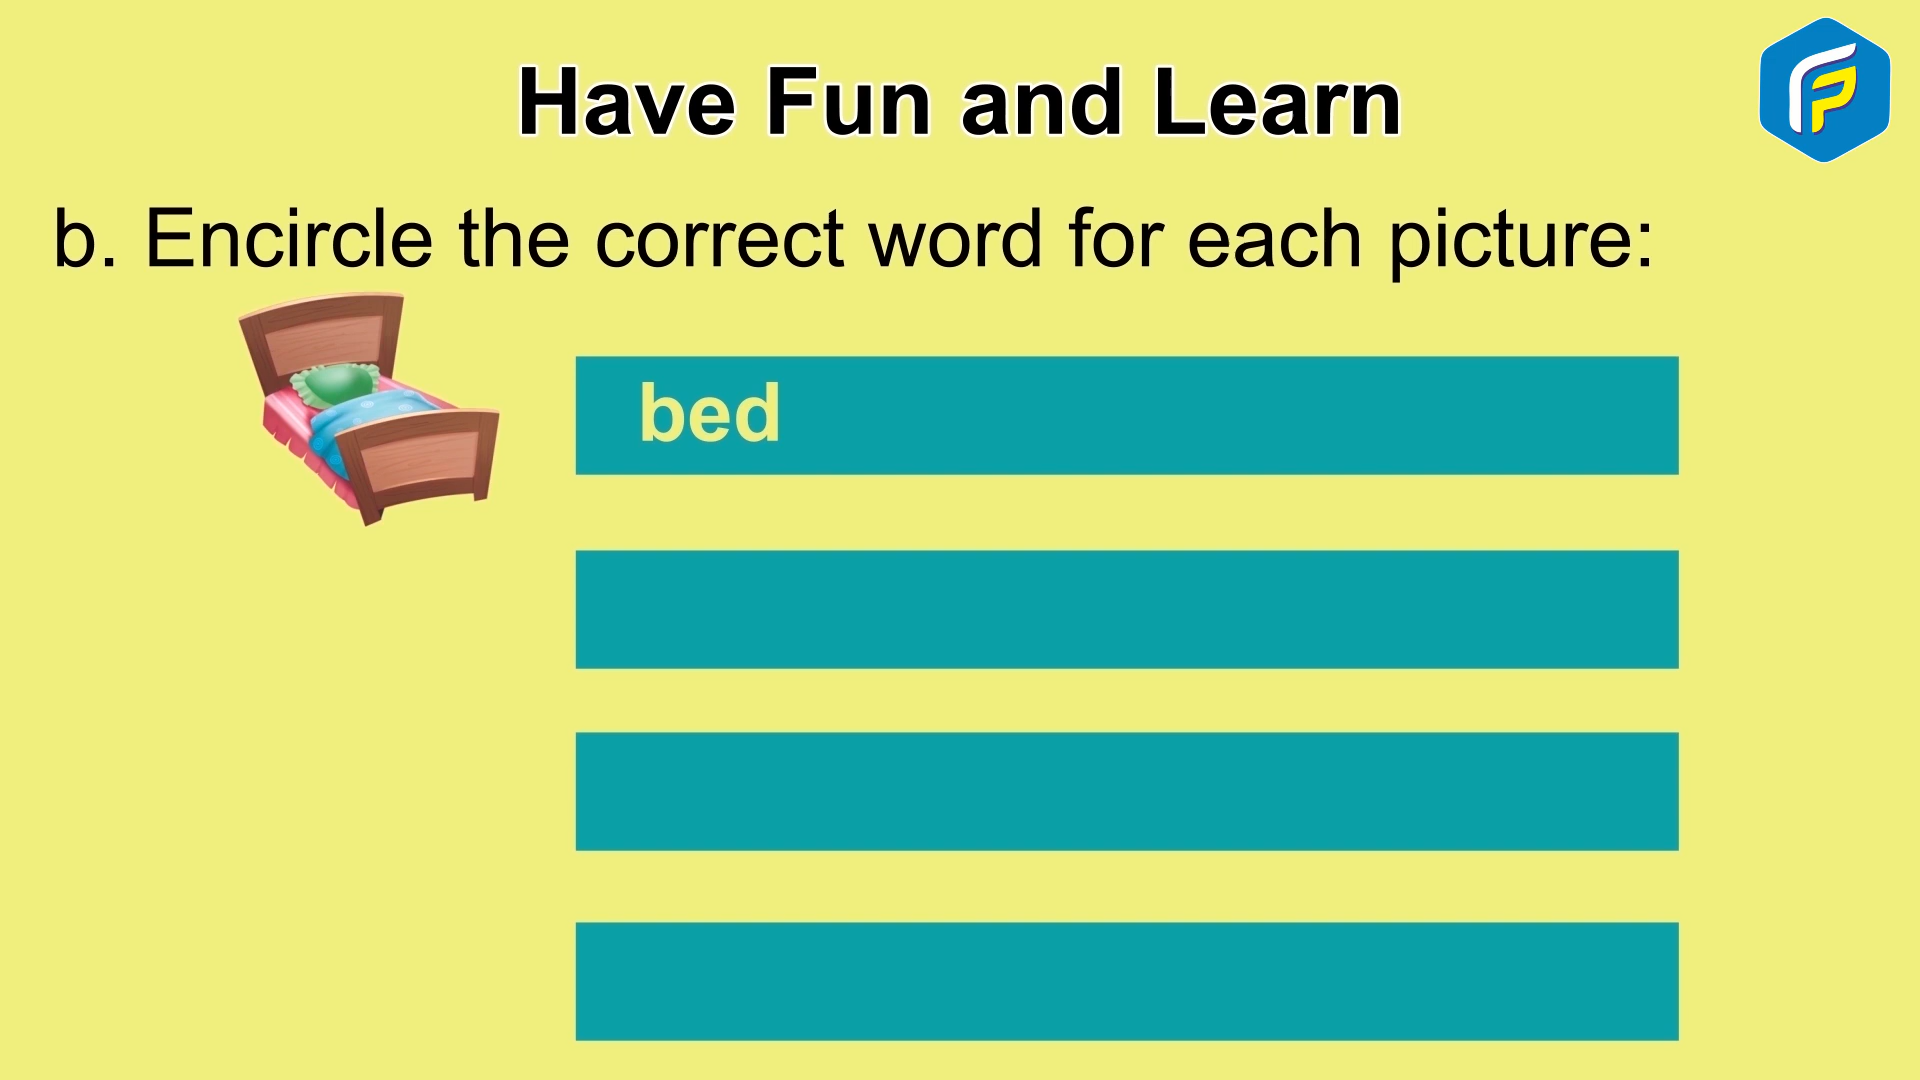 Have Fun and Learn
b. Encircle the correct word for each picture:
bed